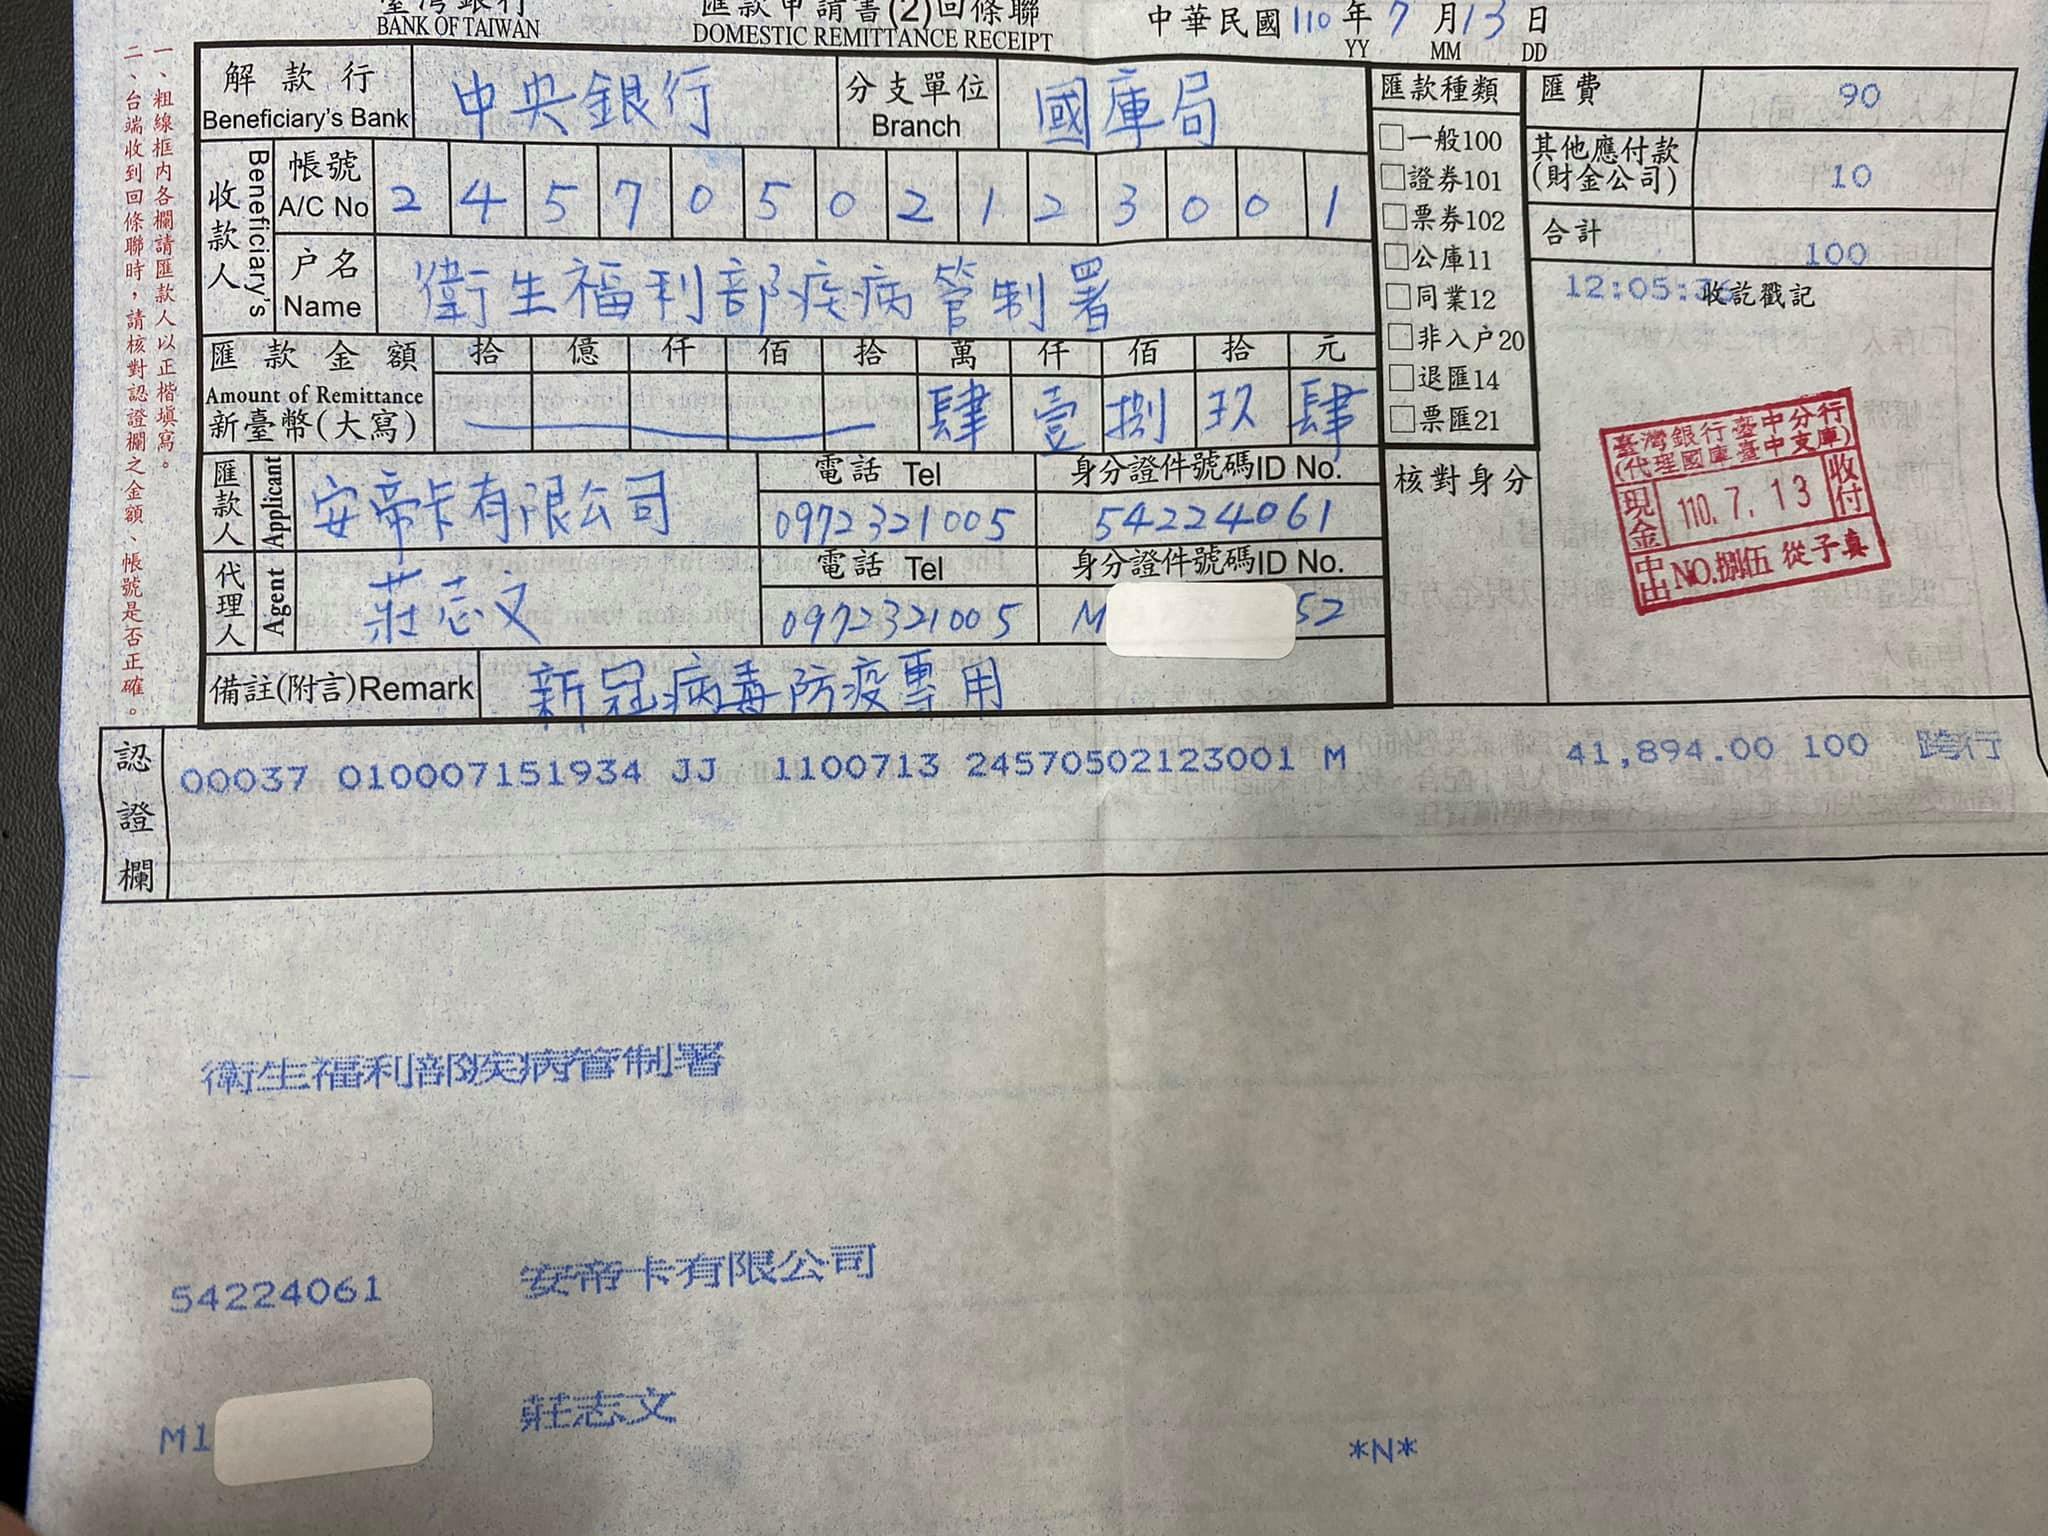 臺灣銀行
BANK OF TAIWAN
匯款申請書(2)回條聯
DOMESTIC REMITTANCE RECEIPT
中華民國110年7月13日
YY MM DD
一、粗線框內各欄請匯款人以正楷填寫。
二、台端收到回條聯時，請核對認證欄之金額、帳號是否正確。
解款行 中央銀行 分支單位 國庫局
Beneficiary's Bank Branch
收款人 Beneficiary's
帳號 A/C No 2 4 5 7 0 5 0 2 1 2 3 0 0 1
户名 Name 衛生福利部疾病管制署
匯款金額 拾 億 仟 佰 拾 萬 仟 佰 拾 元
Amount of Remittance
新臺幣(大寫) 肆 壹 捌 玖 肆
匯款人 Applicant 安帝卡有限公司
電話 Tel 身分證件號碼ID No.
0972321005 54224061
代理人 Agent 莊志文
電話 Tel 身分證件號碼ID No.
0972321005 M 52
備註(附言)Remark 新冠病毒防疫專用
匯款種類
□一般100
□證券101
□票券102
□公庫11
□同業12
□非入户20
□退匯14
□票匯21
核對身分
匯費 90
其他應付款
(財金公司) 10
合計 100
12:05:36 收訖戳記
臺灣銀行臺中分行
(代理國庫臺中支庫)
現金 110.7.13 收付
中出 NO.捌伍 從子真
認證欄
00037 010007151934 JJ 1100713 24570502123001 M 41,894.00 100 跨行
衛生福利部疾病管制署
54224061 安帝卡有限公司
M1 莊志文
*N*